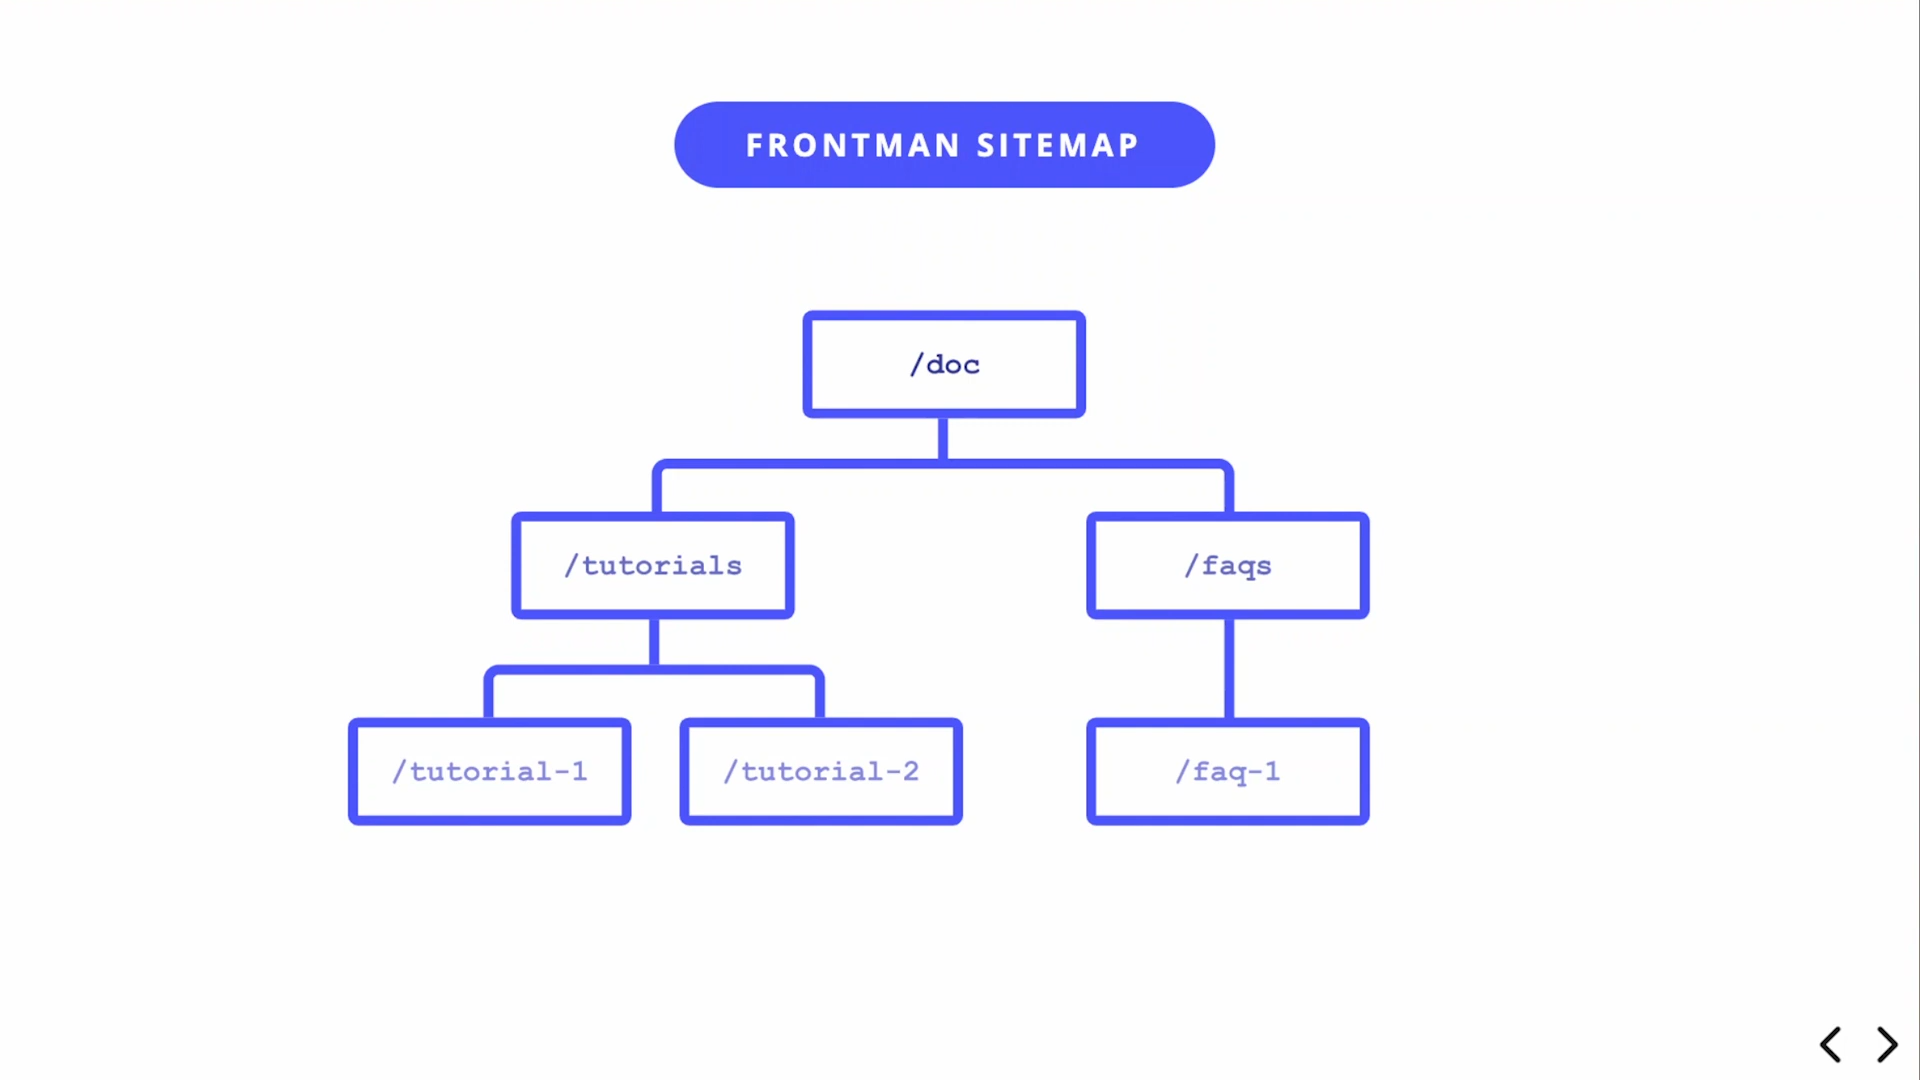 FRONTMAN SITEMAP
/doc
/tutorials
/faqs
/tutorial-1
/tutorial-2
/faq-1